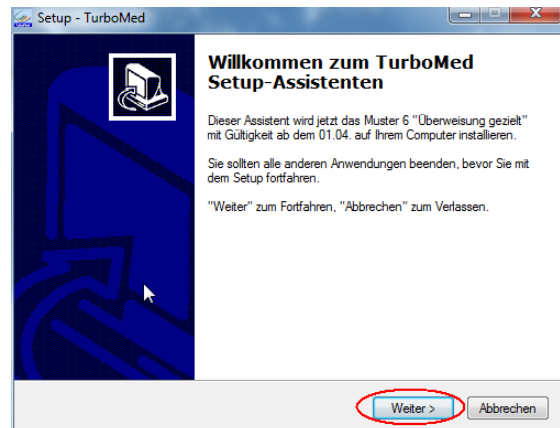 Setup - TurboMed
Willkommen zum TurboMed
Setup-Assistenten
Dieser Assistent wird jetzt das Muster 6 "Überweisung gezielt"
mit Gültigkeit ab dem 01.04. auf Ihrem Computer installieren.
Sie sollten alle anderen Anwendungen beenden, bevor Sie mit
dem Setup fortfahren.
"Weiter" zum Fortfahren, "Abbrechen" zum Verlassen.
Weiter >
Abbrechen